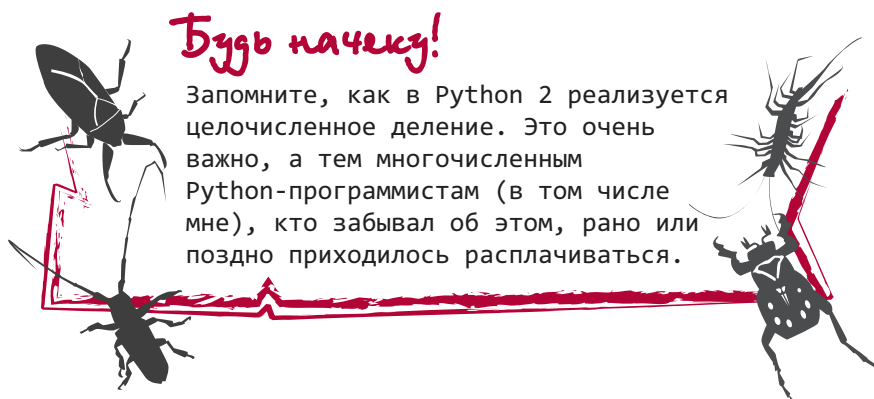 Будь начеку!
Запомните, как в Python 2 реализуется
целочисленное деление. Это очень
важно, а тем многочисленным
Python-программистам (в том числе
мне), кто забывал об этом, рано или
поздно приходилось расплачиваться.